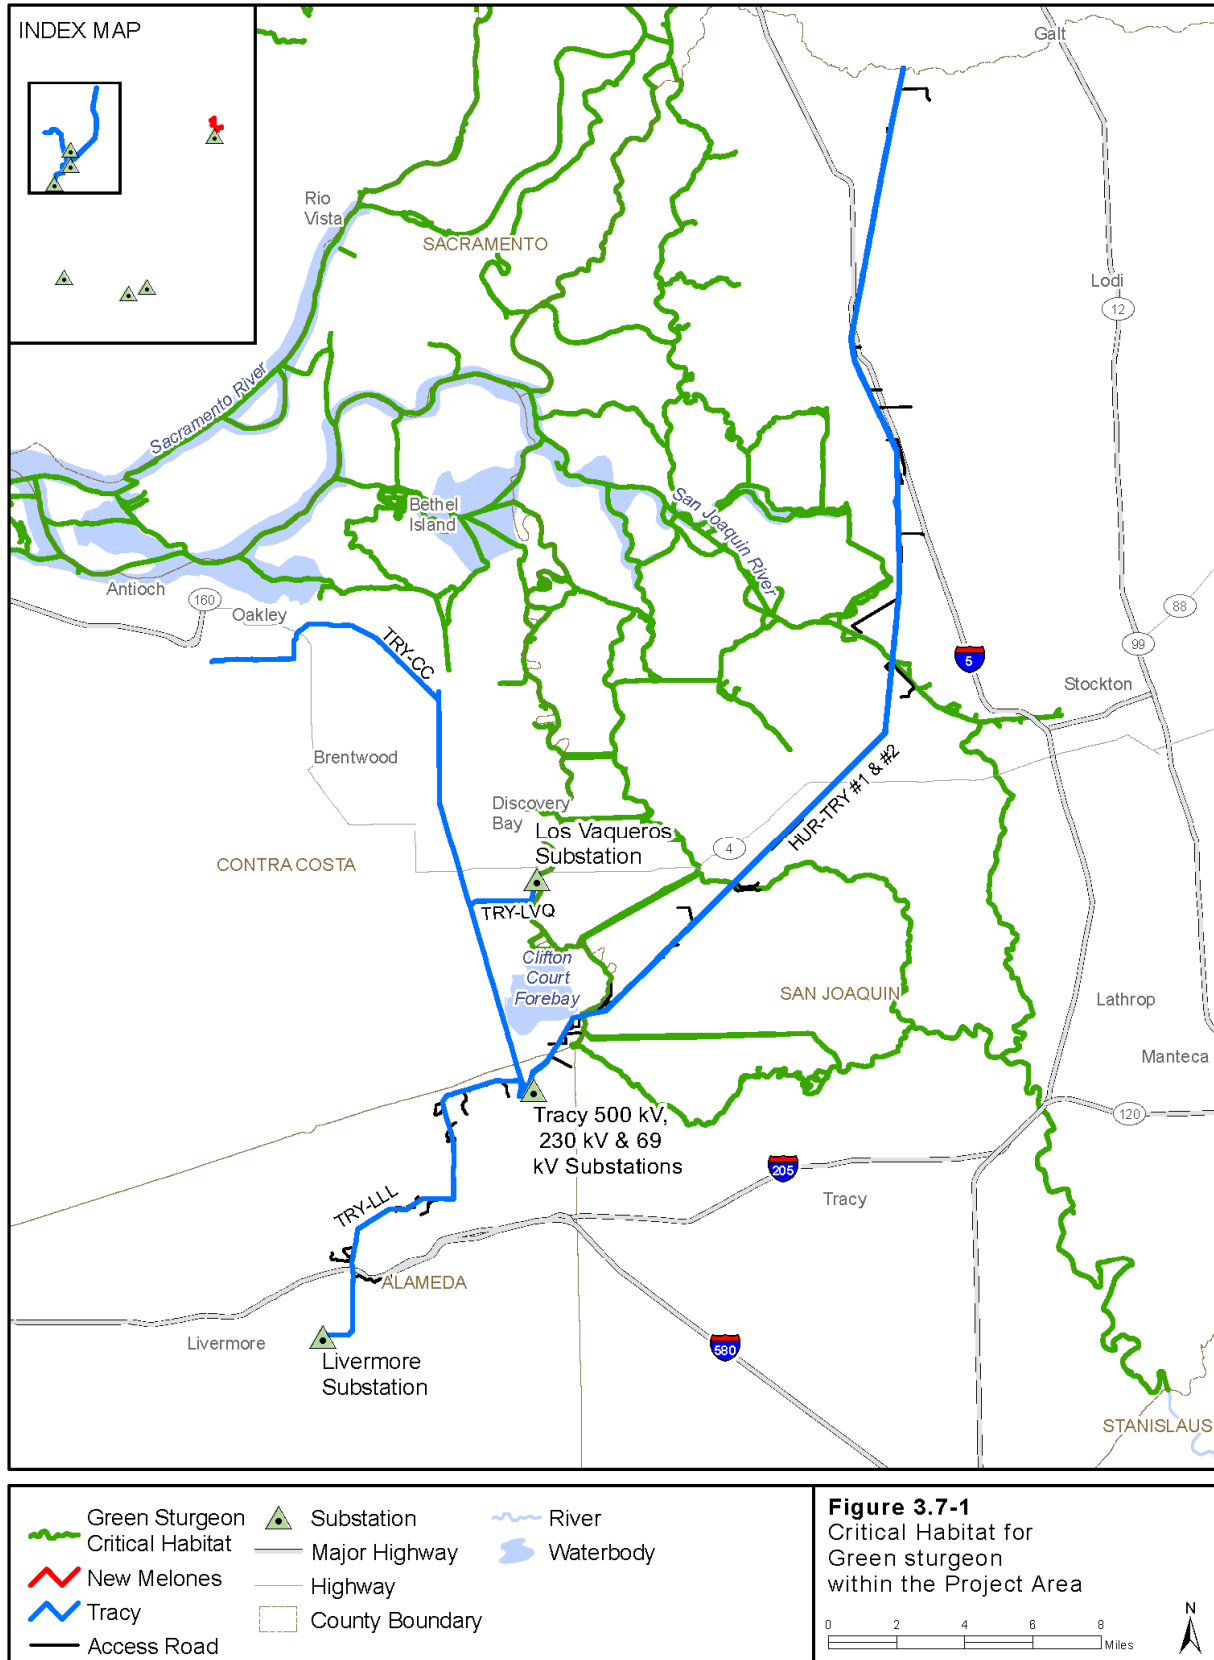 INDEX MAP
Galt
Rio
Vista
SACRAMENTO
Lodi
12
Sacramento River
Bethel
Island
San Joaquin River
Antioch
160
Oakley
TRY-CC
88
99
5
Stockton
Brentwood
HUR-TRY #1 & #2
Discovery
Bay
Los Vaqueros
Substation
4
CONTRA COSTA
TRY-LVQ
Clifton
Court
Forebay
SAN JOAQUIN
Lathrop
Manteca
Tracy 500 kV,
230 kV & 69
kV Substations
120
205
Tracy
TRY-LLL
ALAMEDA
Livermore
580
Livermore
Substation
STANISLAUS
Green Sturgeon
Critical Habitat
New Melones
Tracy
Access Road
Substation
Major Highway
Highway
County Boundary
River
Waterbody
Figure 3.7-1
Critical Habitat for
Green sturgeon
within the Project Area
0 2 4 6 8
Miles
N